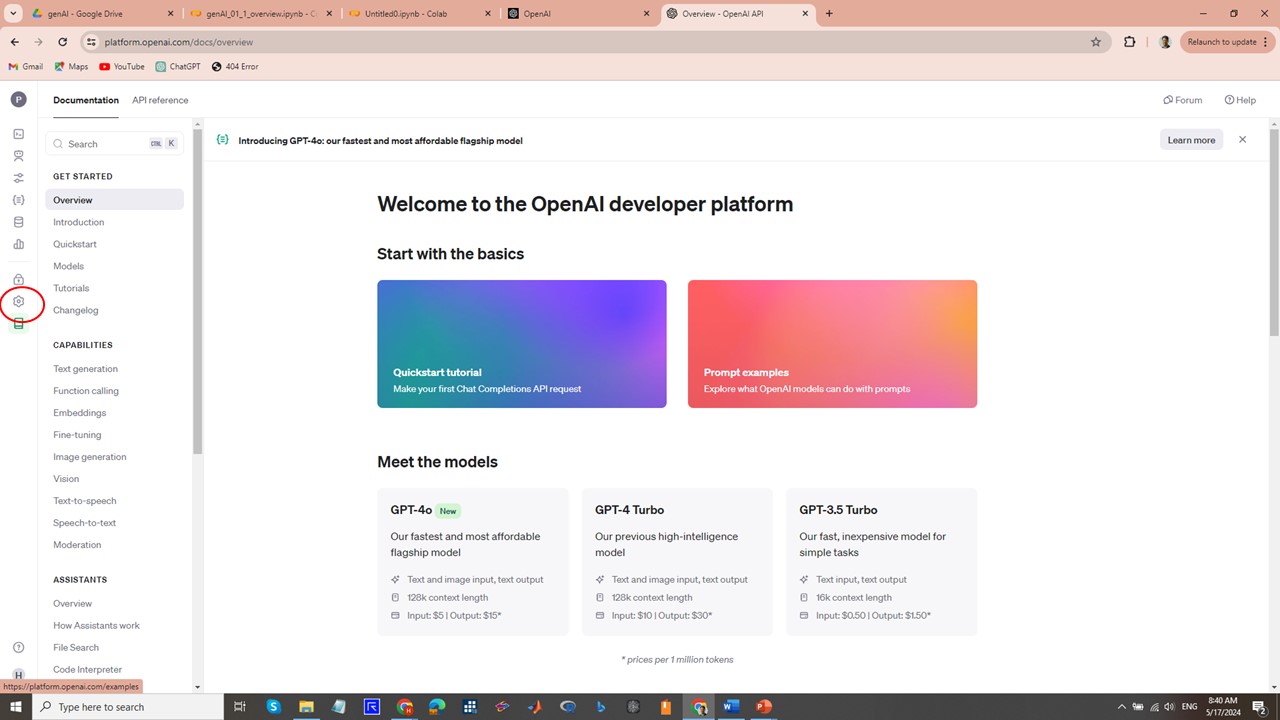 genAI - Google Drive
genAI_01_1_overview.ipynb - C
Untitled0.ipynb - Colab
OpenAI
Overview - OpenAI API
platform.openai.com/docs/overview
Relaunch to update
Gmail
Maps
YouTube
ChatGPT
404 Error
P
Documentation
API reference
Forum
Help
Search
CTRL
K
Introducing GPT-4o: our fastest and most affordable flagship model
Learn more
GET STARTED
Overview
Introduction
Quickstart
Models
Tutorials
Changelog
CAPABILITIES
Text generation
Function calling
Embeddings
Fine-tuning
Image generation
Vision
Text-to-speech
Speech-to-text
Moderation
ASSISTANTS
Overview
How Assistants work
File Search
Code Interpreter
H
https://platform.openai.com/examples
Welcome to the OpenAI developer platform
Start with the basics
Quickstart tutorial
Make your first Chat Completions API request
Prompt examples
Explore what OpenAI models can do with prompts
Meet the models
GPT-4o New
Our fastest and most affordable
flagship model
Text and image input, text output
128k context length
Input: $5 | Output: $15*
GPT-4 Turbo
Our previous high-intelligence
model
Text and image input, text output
128k context length
Input: $10 | Output: $30*
GPT-3.5 Turbo
Our fast, inexpensive model for
simple tasks
Text input, text output
16k context length
Input: $0.50 | Output: $1.50*
* prices per 1 million tokens
Type here to search
ENG
8:40 AM
5/17/2024
2